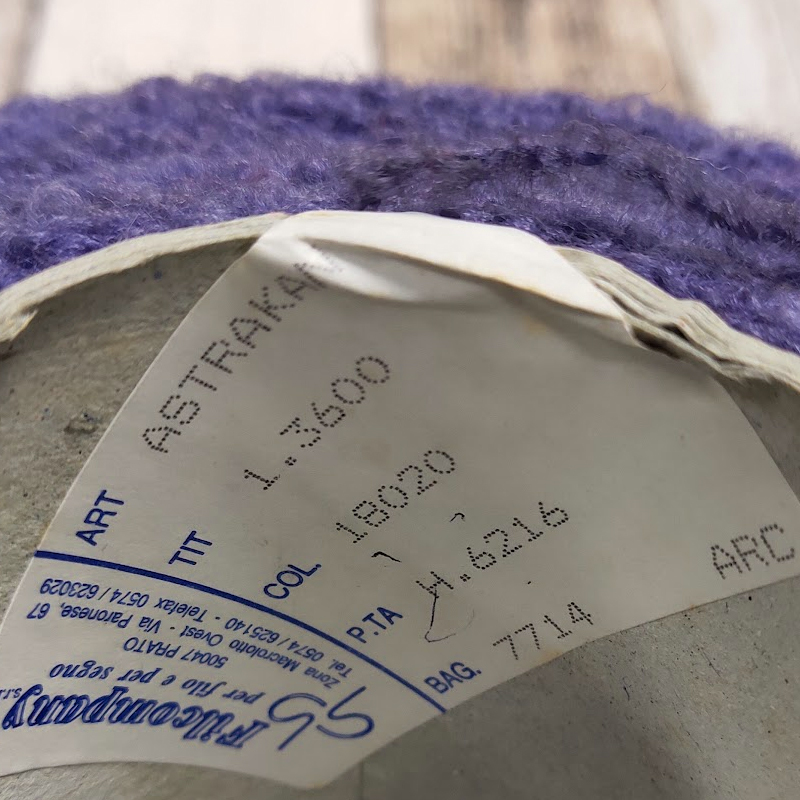 ART ASTRAKAN
TIT 1.3600
COL 18020
P.TA H.6216
BAG. 7714
ARC
gb Filcompany s.r.l.
per filo e per segno
50047 PRATO
Zona Macrolotto Ovest - Via Paronese, 67
Tel. 0574/625140 - Telefax 0574/623029